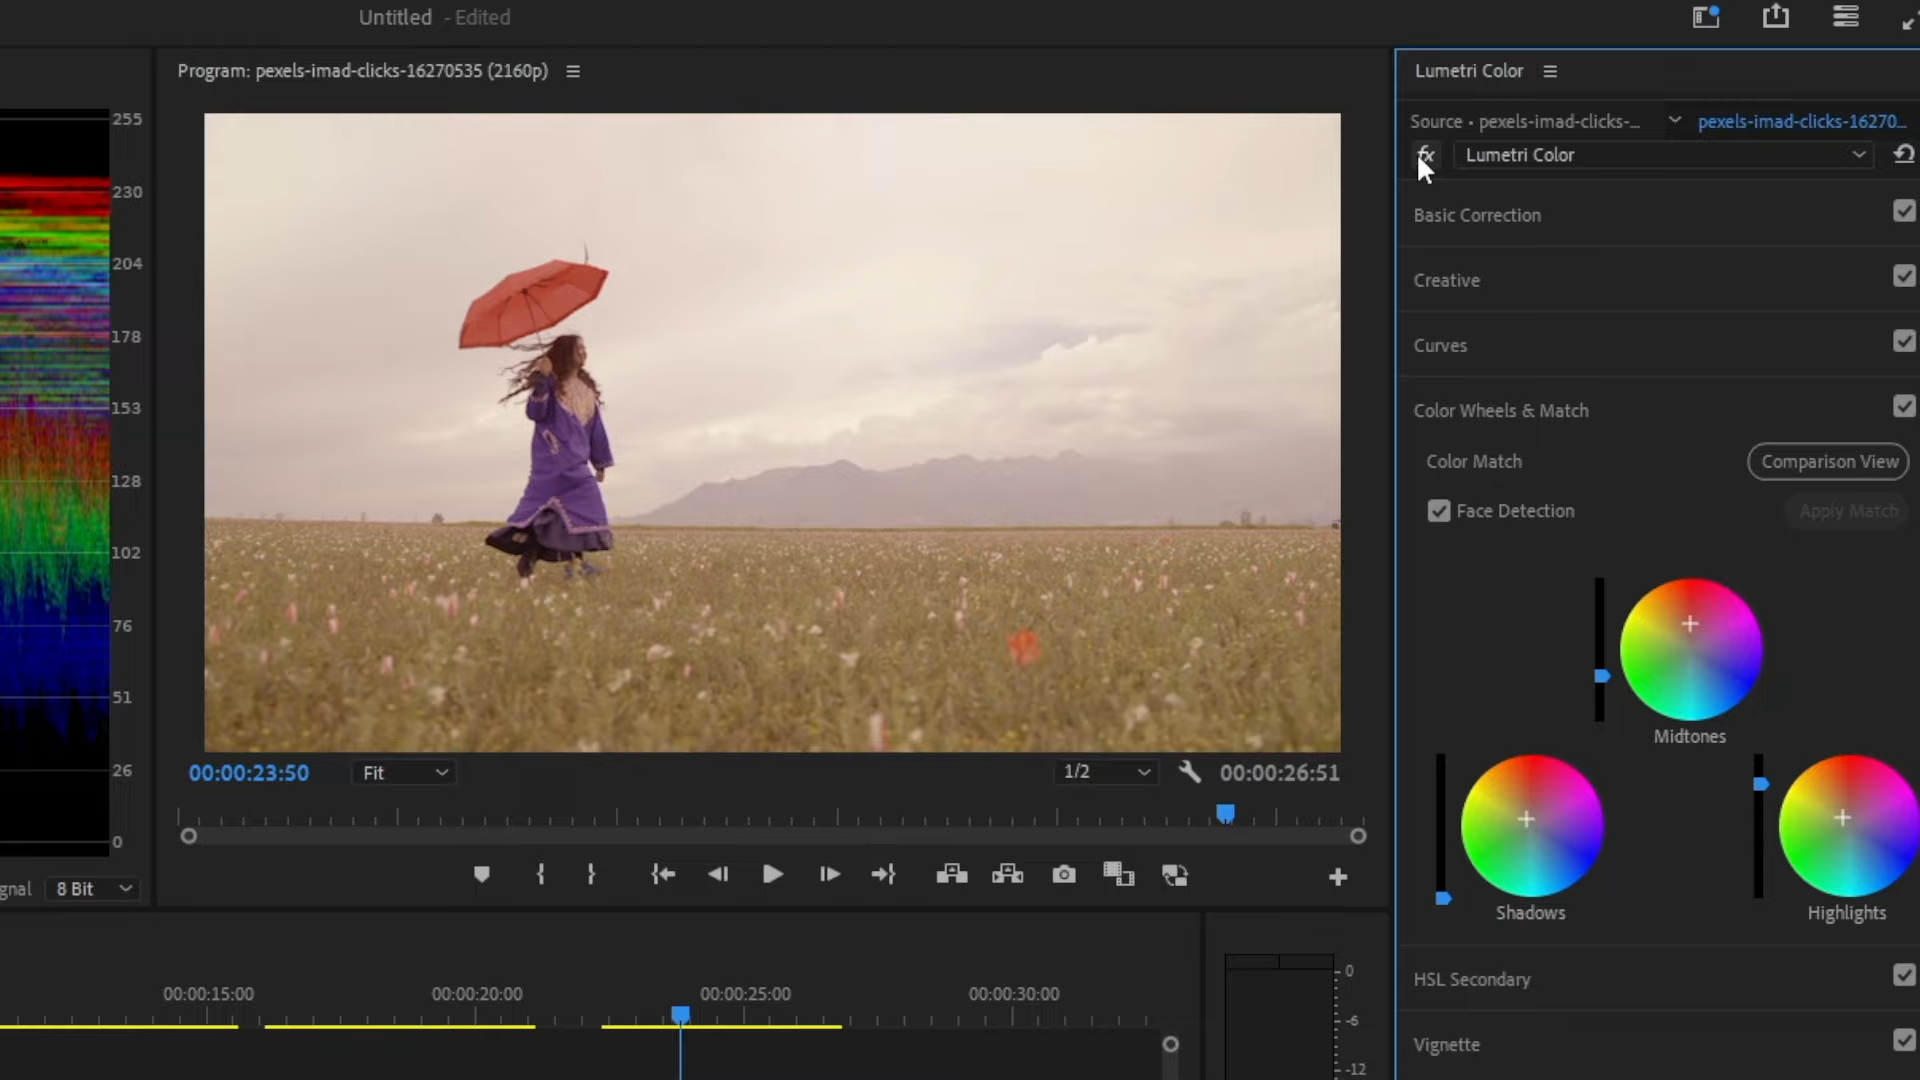 Untitled - Edited
Program: pexels-imad-clicks-16270535 (2160p)
Lumetri Color
Source • pexels-imad-clicks-... pexels-imad-clicks-16270...
fx Lumetri Color
Basic Correction
Creative
Curves
Color Wheels & Match
Color Match Comparison View
Face Detection Apply Match
Midtones
Shadows Highlights
HSL Secondary
Vignette
255
230
204
178
153
128
102
76
51
26
0
gnal 8 Bit
00:00:23:50 Fit 1/2 00:00:26:51
00:00:15:00 00:00:20:00 00:00:25:00 00:00:30:00
0
-6
-12